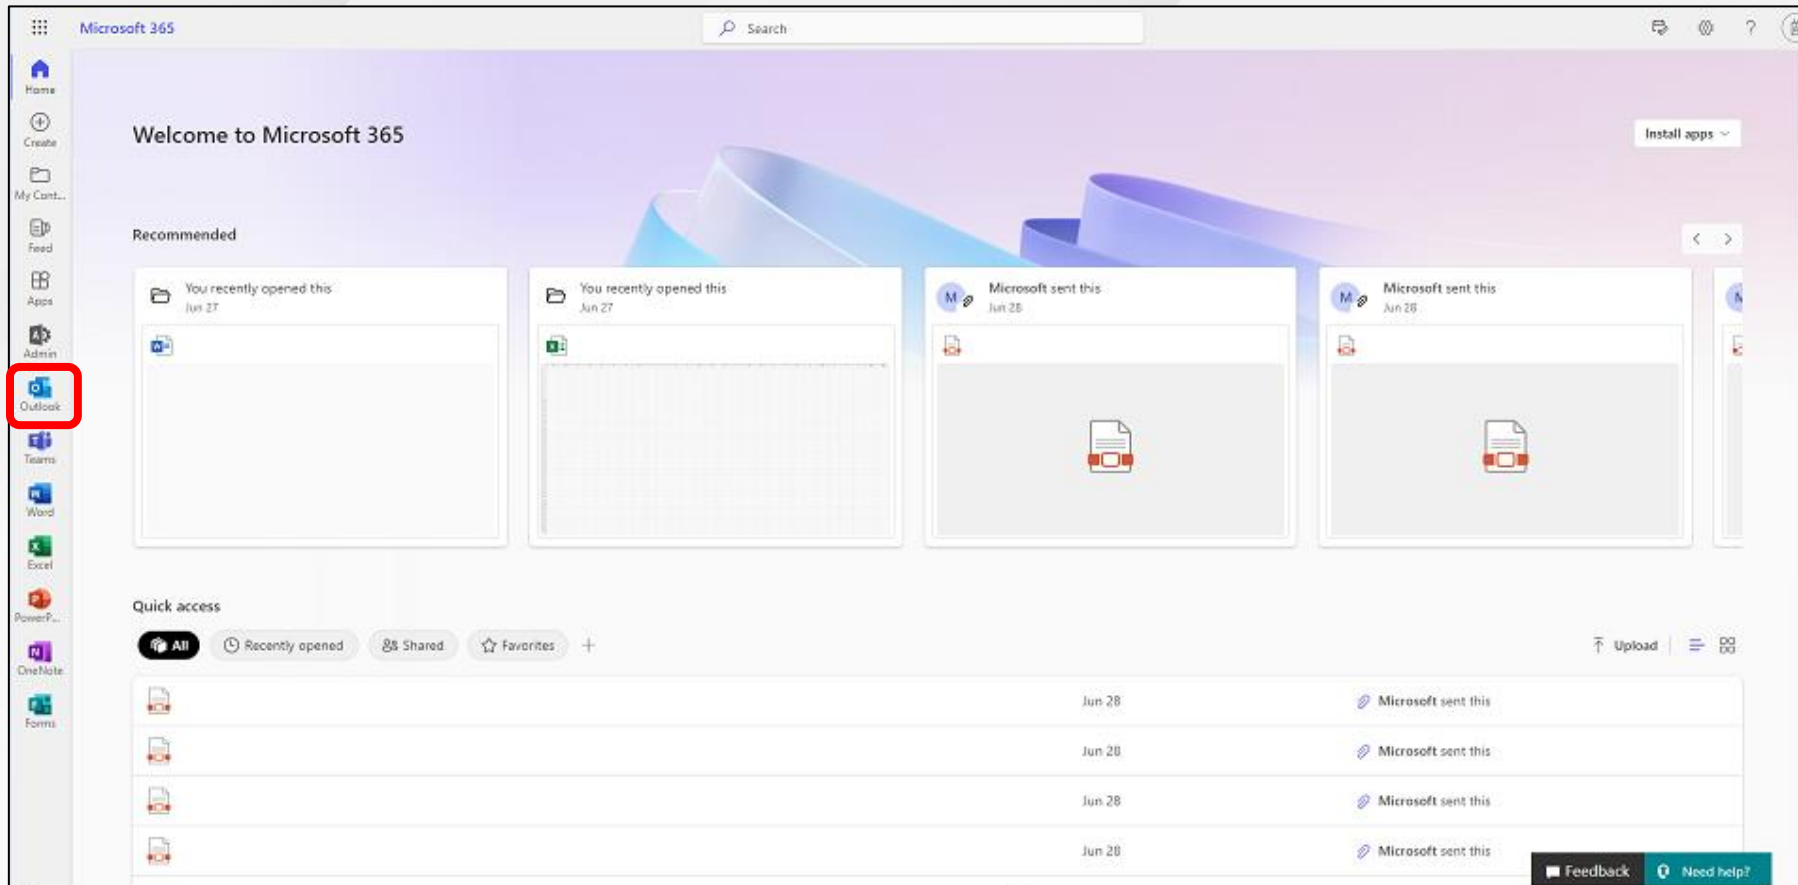 Microsoft 365
Search
?
Home
Create
My Cont...
Feed
Apps
Admin
Outlook
Teams
Word
Excel
PowerP...
OneNote
Forms
Welcome to Microsoft 365
Install apps
Recommended
You recently opened this
Jun 27
You recently opened this
Jun 27
M
Microsoft sent this
Jun 28
M
Microsoft sent this
Jun 28
Quick access
All
Recently opened
Shared
Favorites
Upload
Jun 28
Microsoft sent this
Jun 28
Microsoft sent this
Jun 28
Microsoft sent this
Jun 28
Microsoft sent this
Feedback
Need help?